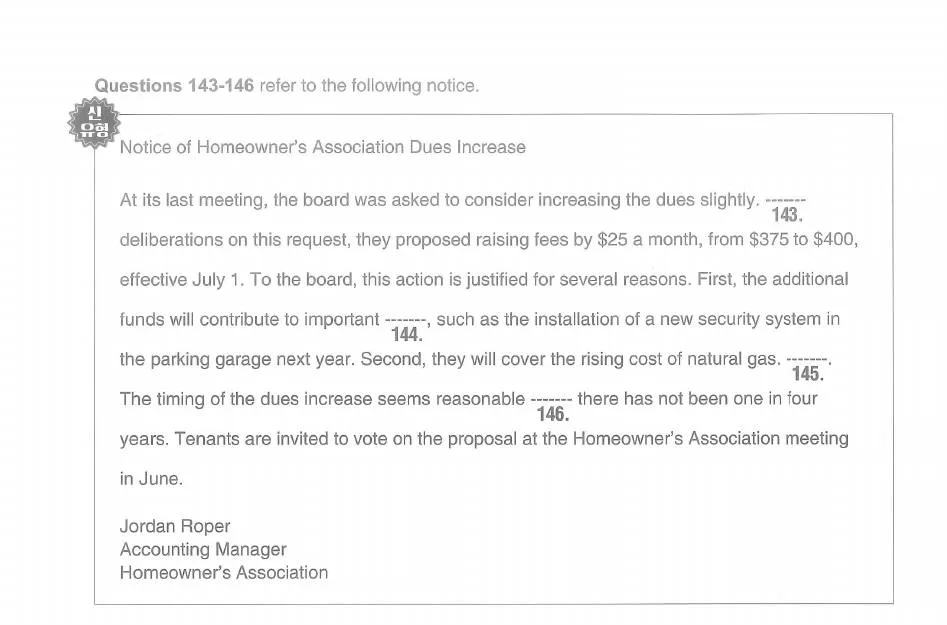 Questions 143-146 refer to the following notice.
신
유형
Notice of Homeowner's Association Dues Increase
At its last meeting, the board was asked to consider increasing the dues slightly. -------
143.
deliberations on this request, they proposed raising fees by $25 a month, from $375 to $400,
effective July 1. To the board, this action is justified for several reasons. First, the additional
funds will contribute to important -------, such as the installation of a new security system in
144.
the parking garage next year. Second, they will cover the rising cost of natural gas. -------.
145.
The timing of the dues increase seems reasonable ------- there has not been one in four
146.
years. Tenants are invited to vote on the proposal at the Homeowner's Association meeting
in June.
Jordan Roper
Accounting Manager
Homeowner's Association